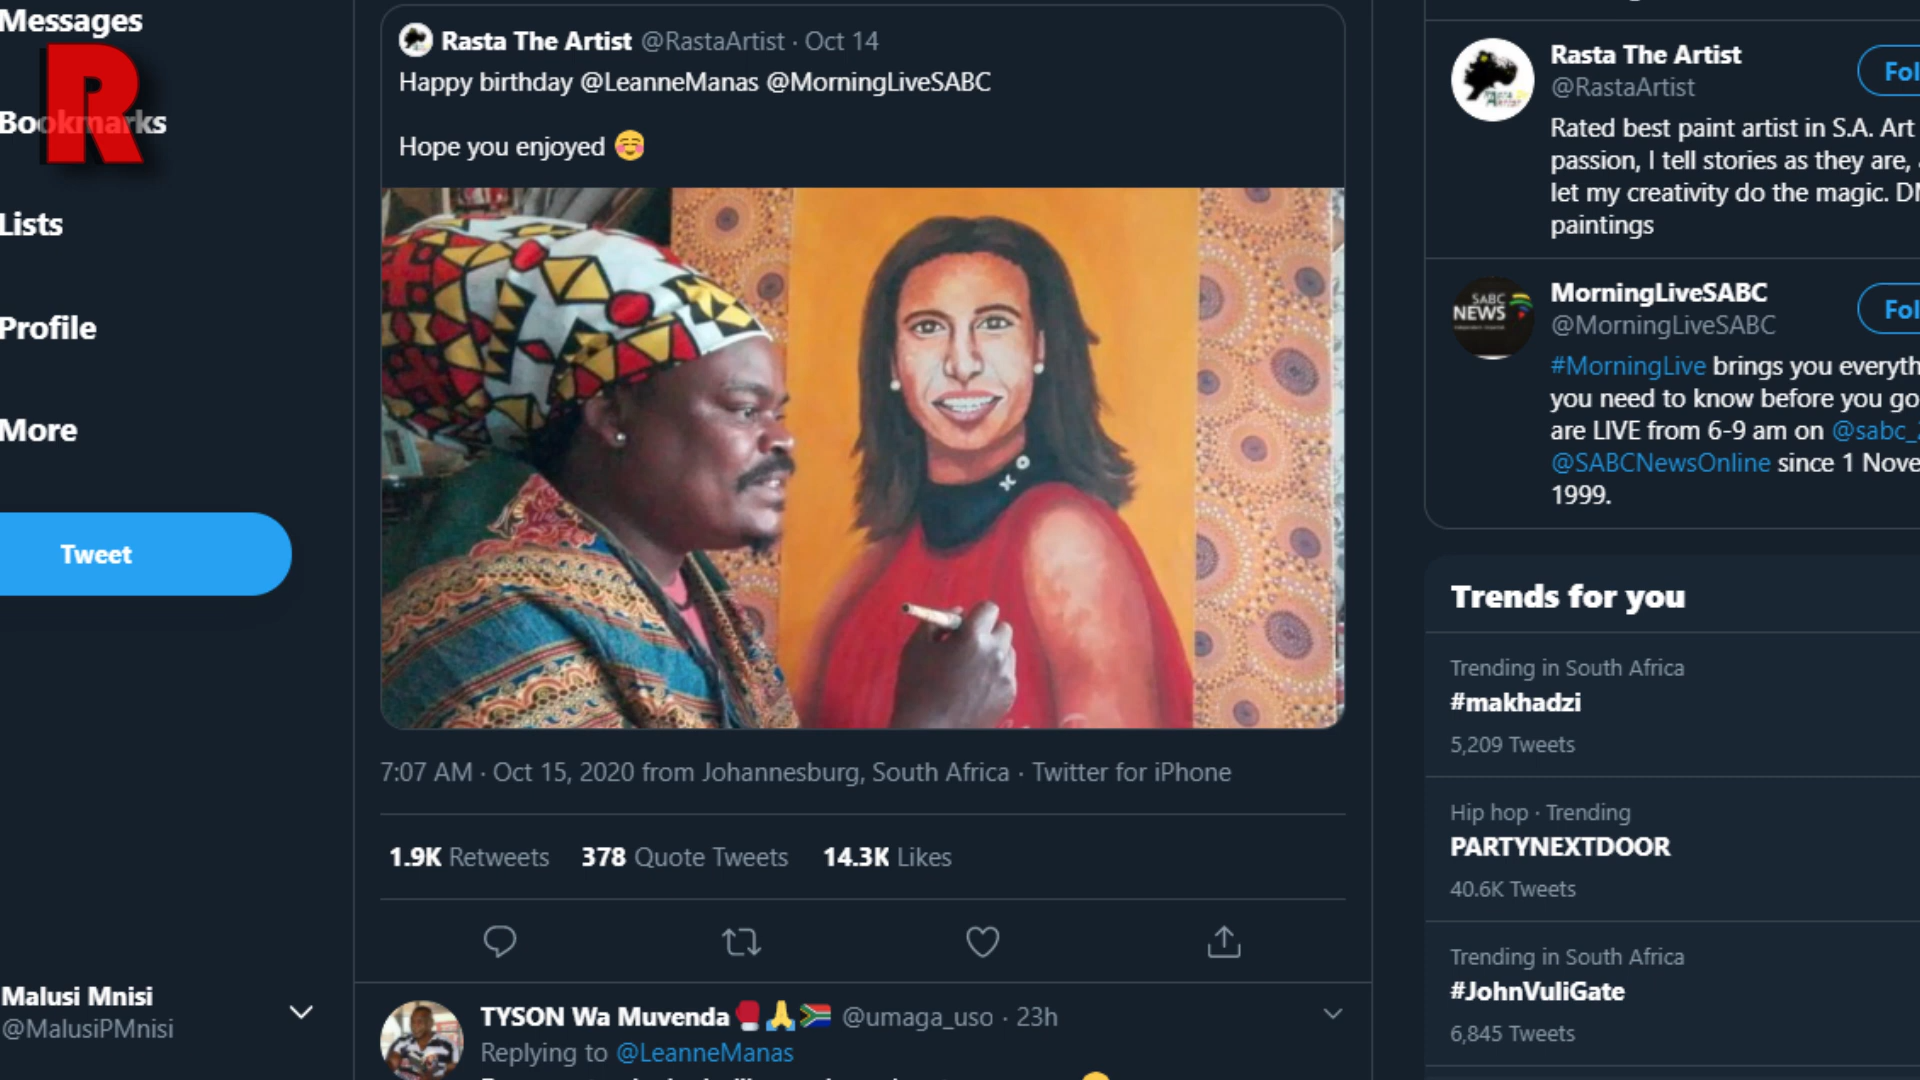 Messages
R
Bookmarks
Lists
Profile
More
Tweet
Malusi Mnisi
@MalusiPMnisi
Rasta The Artist @RastaArtist · Oct 14
Happy birthday @LeanneManas @MorningLiveSABC
Hope you enjoyed ☺️
7:07 AM · Oct 15, 2020 from Johannesburg, South Africa · Twitter for iPhone
1.9K Retweets 378 Quote Tweets 14.3K Likes
TYSON Wa Muvenda 🥊🙏🇿🇦 @umaga_uso · 23h
Replying to @LeanneManas
Rasta The Artist
@RastaArtist
Fol
Rated best paint artist in S.A. Art
passion, I tell stories as they are,
let my creativity do the magic. DM
paintings
SABC
NEWS
MorningLiveSABC
@MorningLiveSABC
Fol
#MorningLive brings you everyth
you need to know before you go
are LIVE from 6-9 am on @sabc_
@SABCNewsOnline since 1 Nove
1999.
Trends for you
Trending in South Africa
#makhadzi
5,209 Tweets
Hip hop · Trending
PARTYNEXTDOOR
40.6K Tweets
Trending in South Africa
#JohnVuliGate
6,845 Tweets